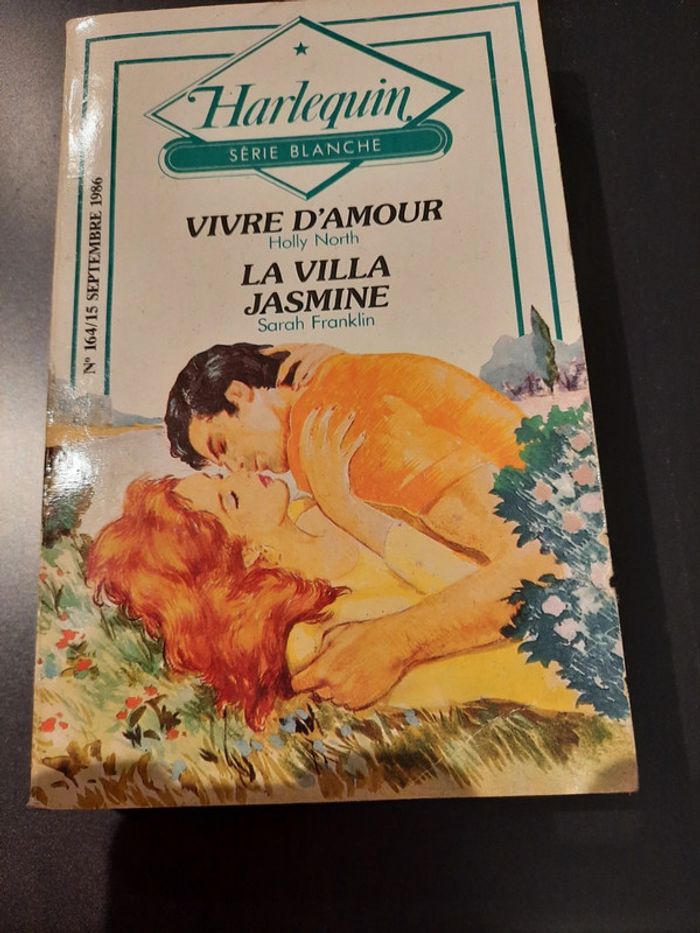 Harlequin
SÉRIE BLANCHE
VIVRE D'AMOUR
Holly North
LA VILLA
JASMINE
Sarah Franklin
N° 164/15 SEPTEMBRE 1986